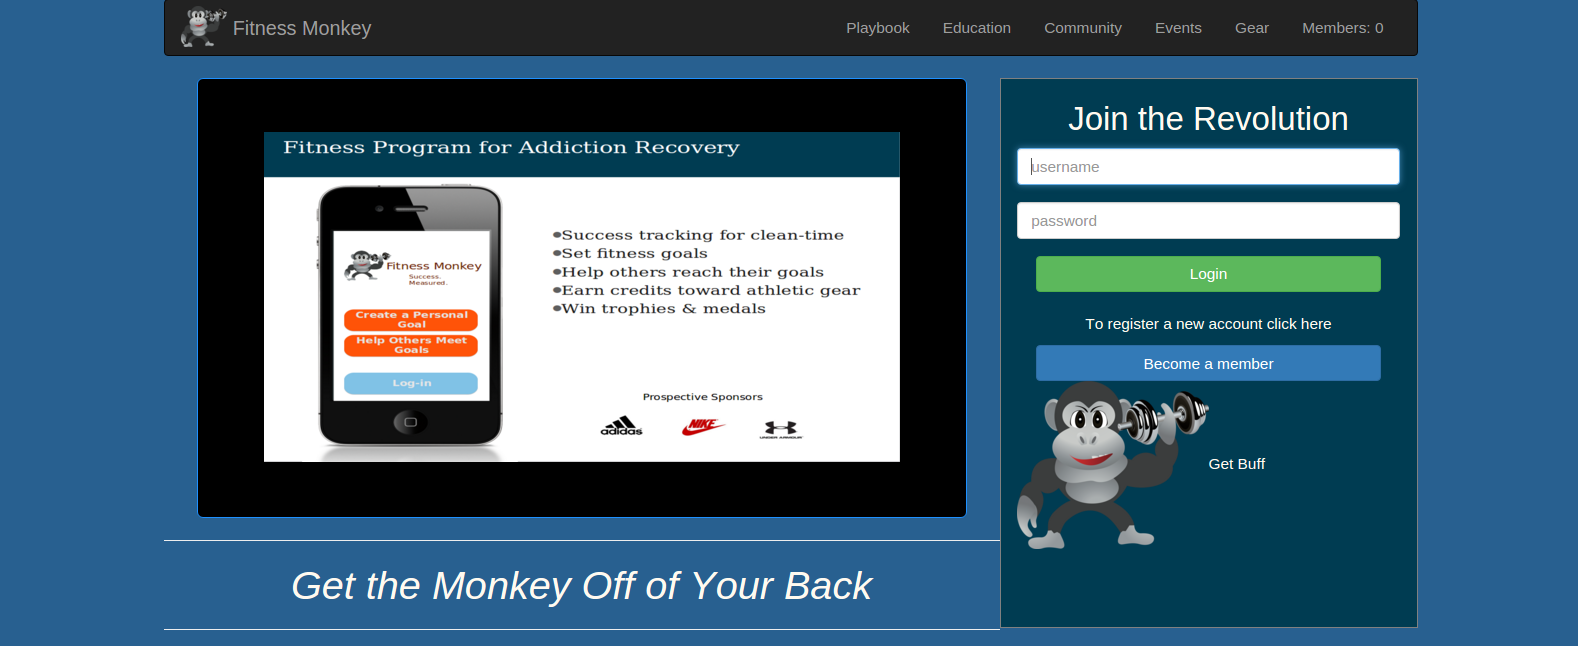 Fitness Monkey
Playbook Education Community Events Gear Members: 0
Fitness Program for Addiction Recovery
Fitness Monkey
Success.
Measured.
Create a Personal
Goal
Help Others Meet
Goals
Log-in
●Success tracking for clean-time
●Set fitness goals
●Help others reach their goals
●Earn credits toward athletic gear
●Win trophies & medals
Prospective Sponsors
adidas
NIKE
UNDER ARMOUR
Get the Monkey Off of Your Back
Join the Revolution
username
password
Login
To register a new account click here
Become a member
Get Buff